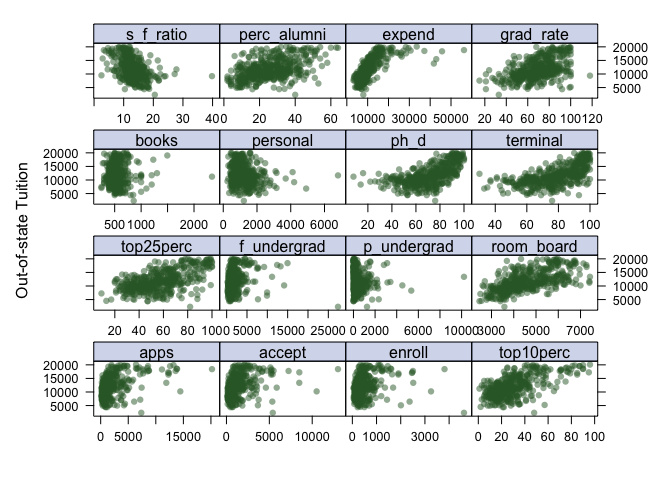 s_f_ratio perc_alumni expend grad_rate
20000
15000
10000
5000
10 20 30 40 0 20 40 60 10000 30000 50000 20 40 60 80 100 120
books personal ph_d terminal
20000
15000
10000
5000
500 1000 2000 0 2000 4000 6000 20 40 60 80 100 40 60 80 100
Out-of-state Tuition
top25perc f_undergrad p_undergrad room_board
20000
15000
10000
5000
20 40 60 80 100 0 5000 15000 25000 0 2000 6000 10000 3000 5000 7000
apps accept enroll top10perc
20000
15000
10000
5000
0 5000 15000 0 5000 10000 0 1000 3000 0 20 40 60 80 100